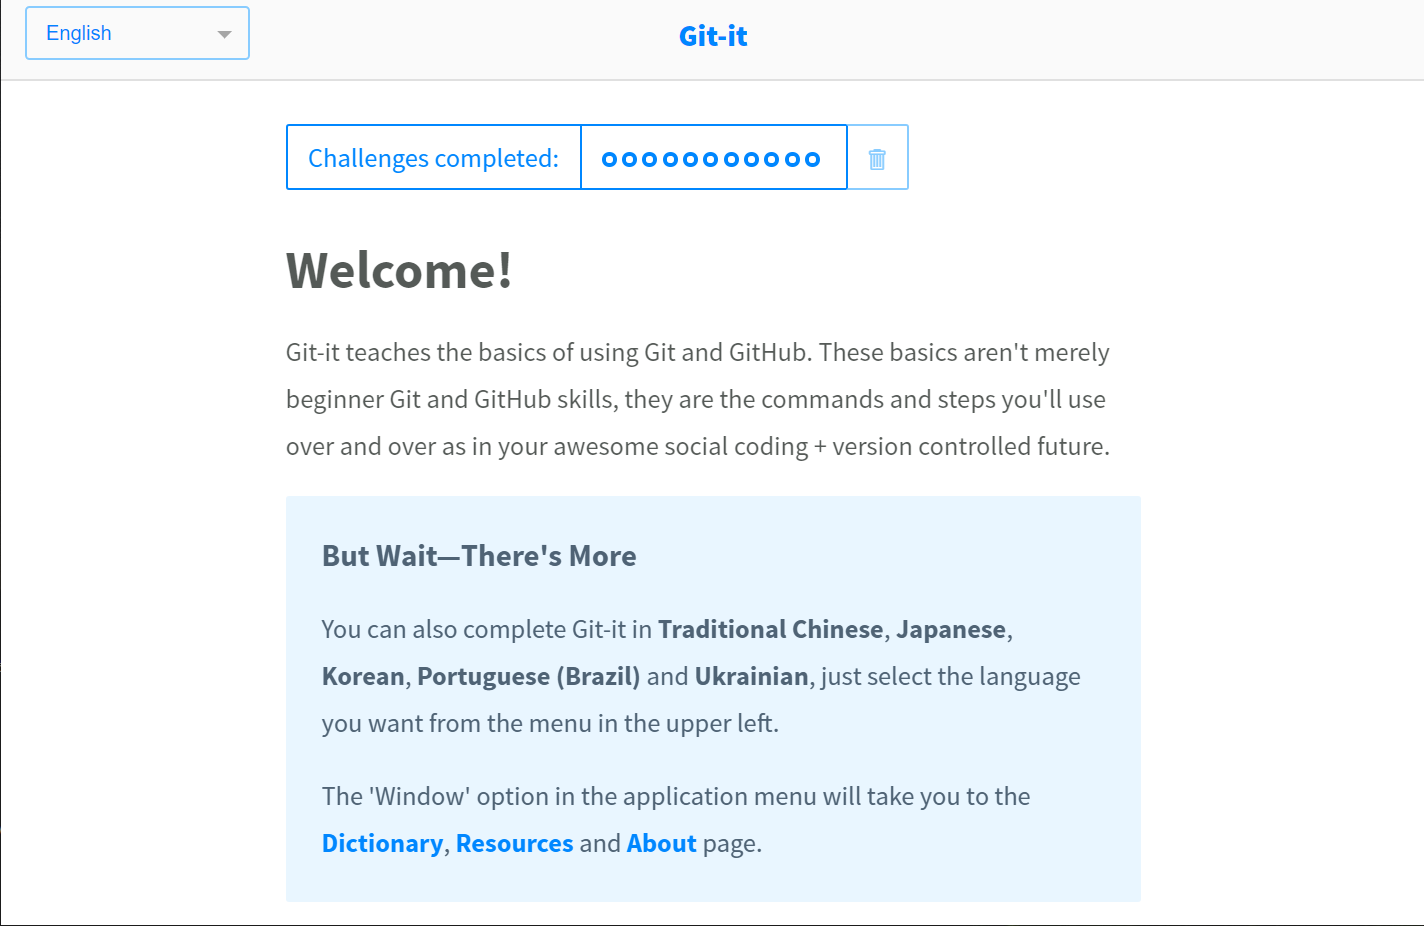 English
Git-it
Challenges completed:
Welcome!
Git-it teaches the basics of using Git and GitHub. These basics aren't merely
beginner Git and GitHub skills, they are the commands and steps you'll use
over and over as in your awesome social coding + version controlled future.
But Wait—There's More
You can also complete Git-it in Traditional Chinese, Japanese,
Korean, Portuguese (Brazil) and Ukrainian, just select the language
you want from the menu in the upper left.
The 'Window' option in the application menu will take you to the
Dictionary, Resources and About page.